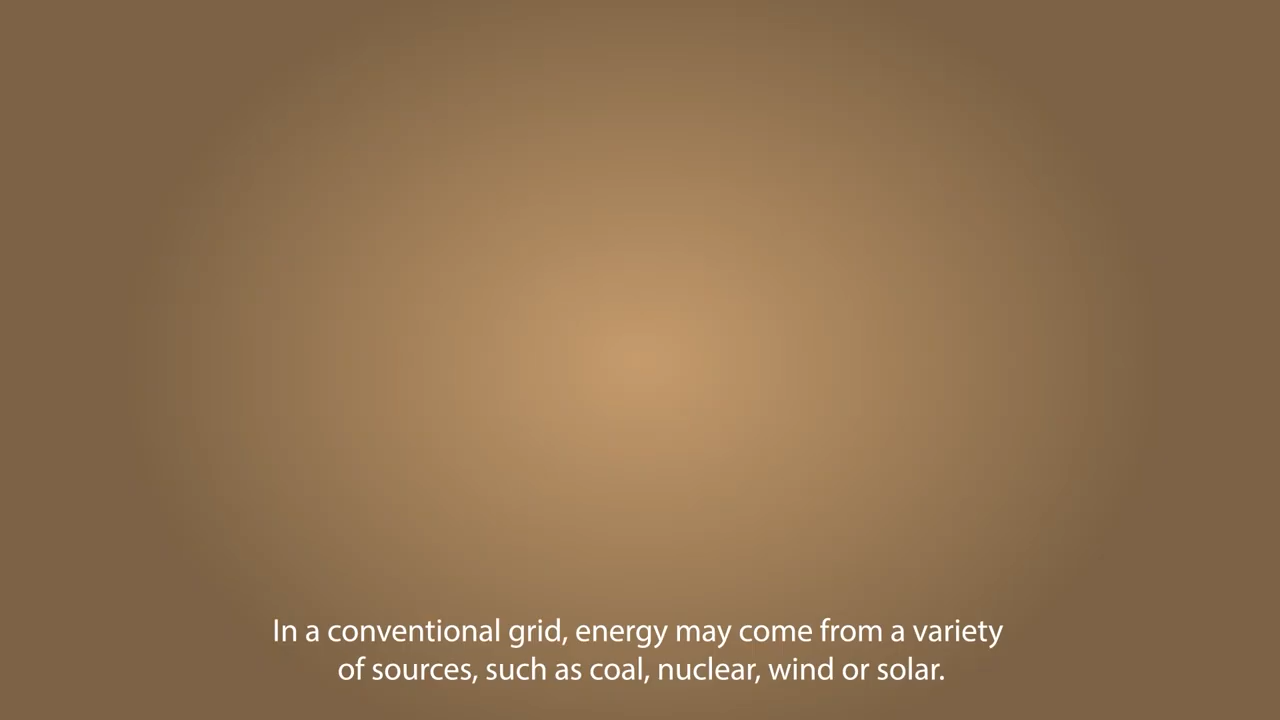 In a conventional grid, energy may come from a variety
of sources, such as coal, nuclear, wind or solar.